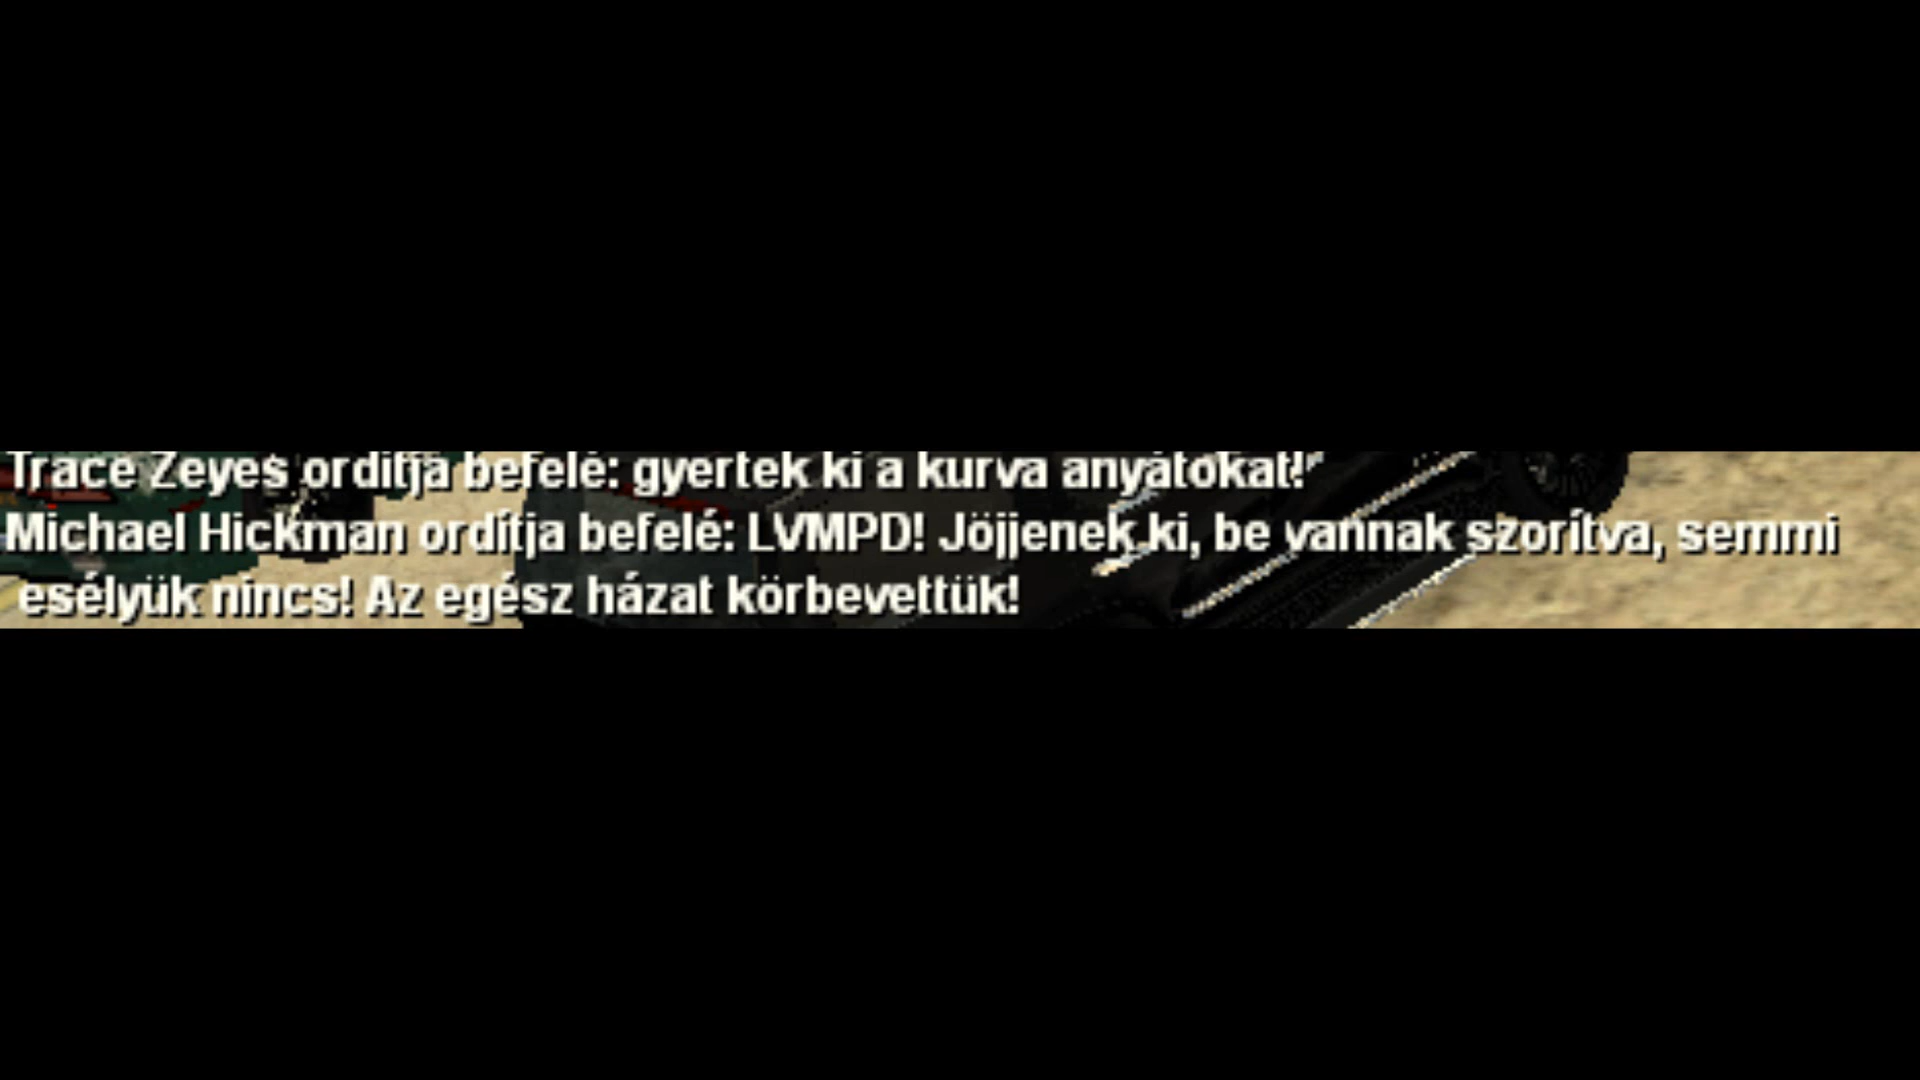 Trace Zeyes ordítja befelé: gyertek ki a kurva anyátokat!
Michael Hickman ordítja befelé: LVMPD! Jöjjenek ki, be vannak szorítva, semmi
esélyük nincs! Az egész házat körbevettük!